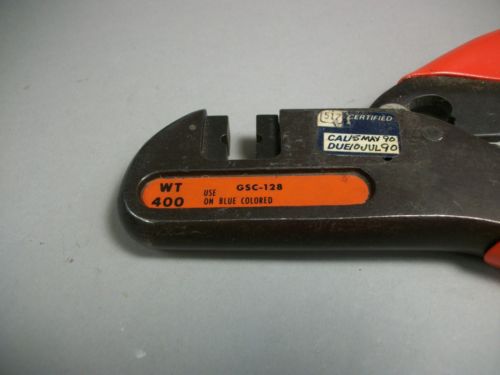 CERTIFIED
CAL 15 MAY 90
DUE 10 JUL 90
WT
400
USE GSC-128
ON BLUE COLORED